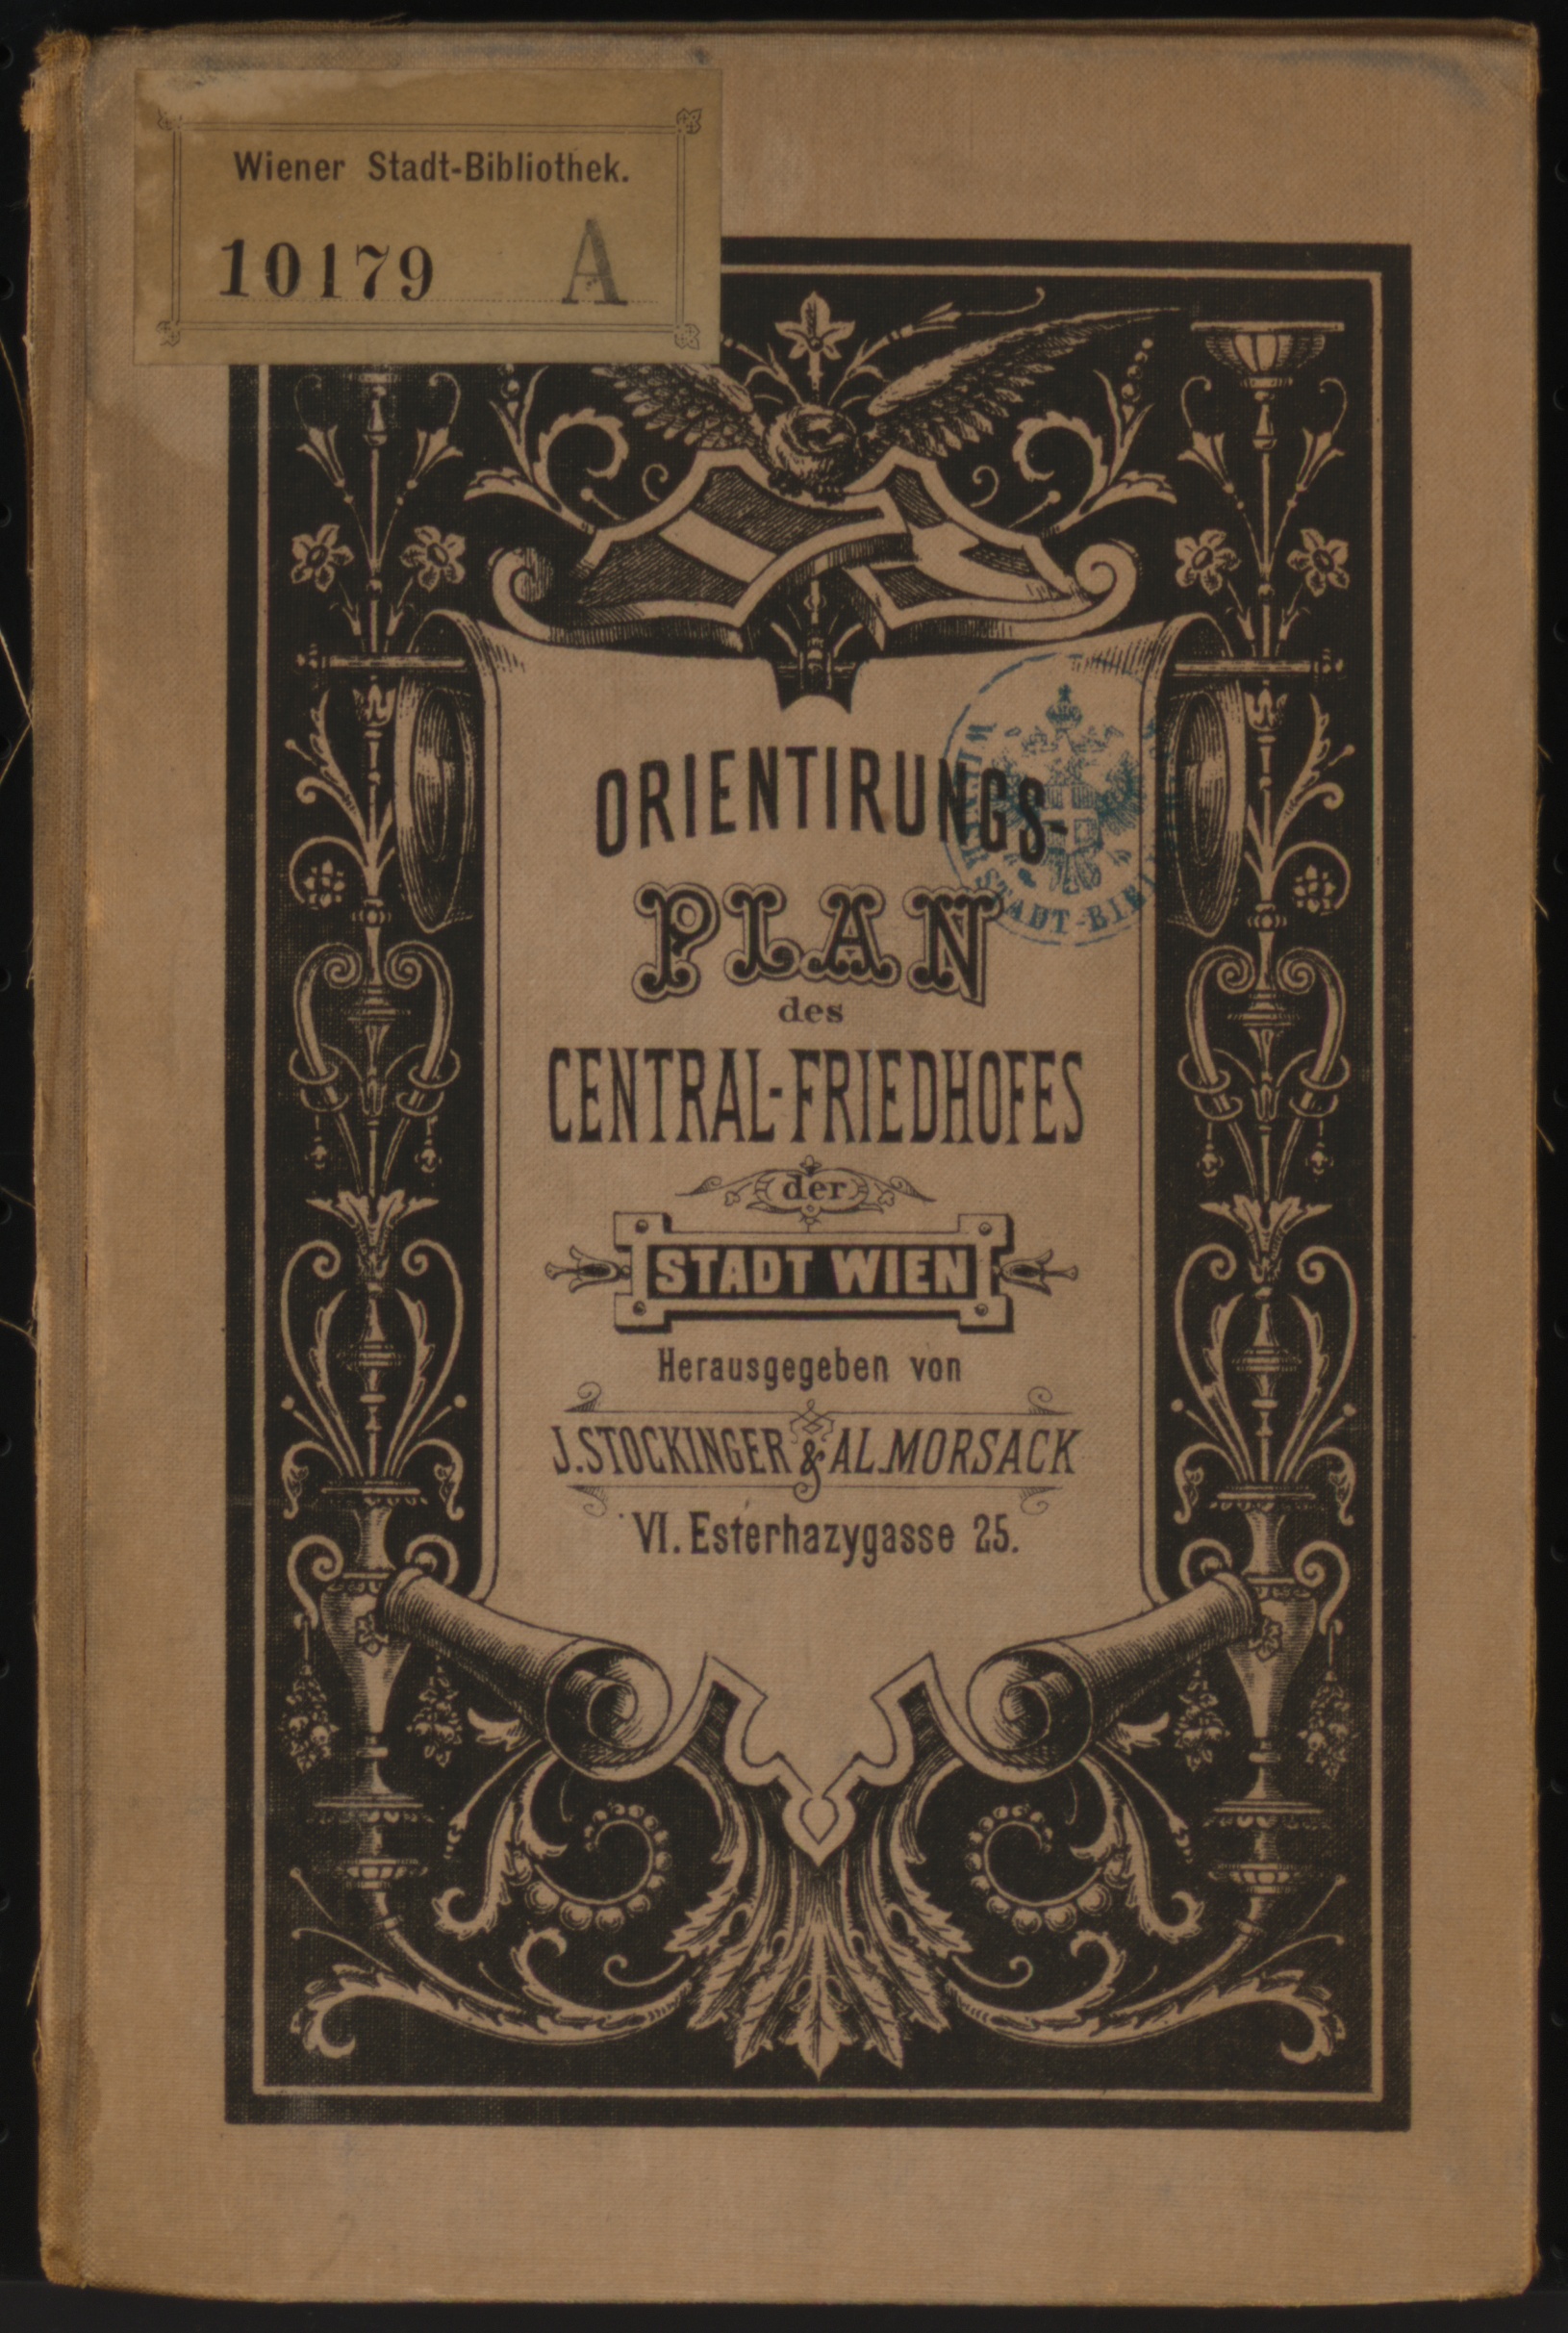 Wiener Stadt-Bibliothek.
10179 A
ORIENTIRUNGS-
PLAN
des
CENTRAL-FRIEDHOFES
der
STADT WIEN
Herausgegeben von
J. STOCKINGER & AL. MORSACK
VI. Esterhazygasse 25.